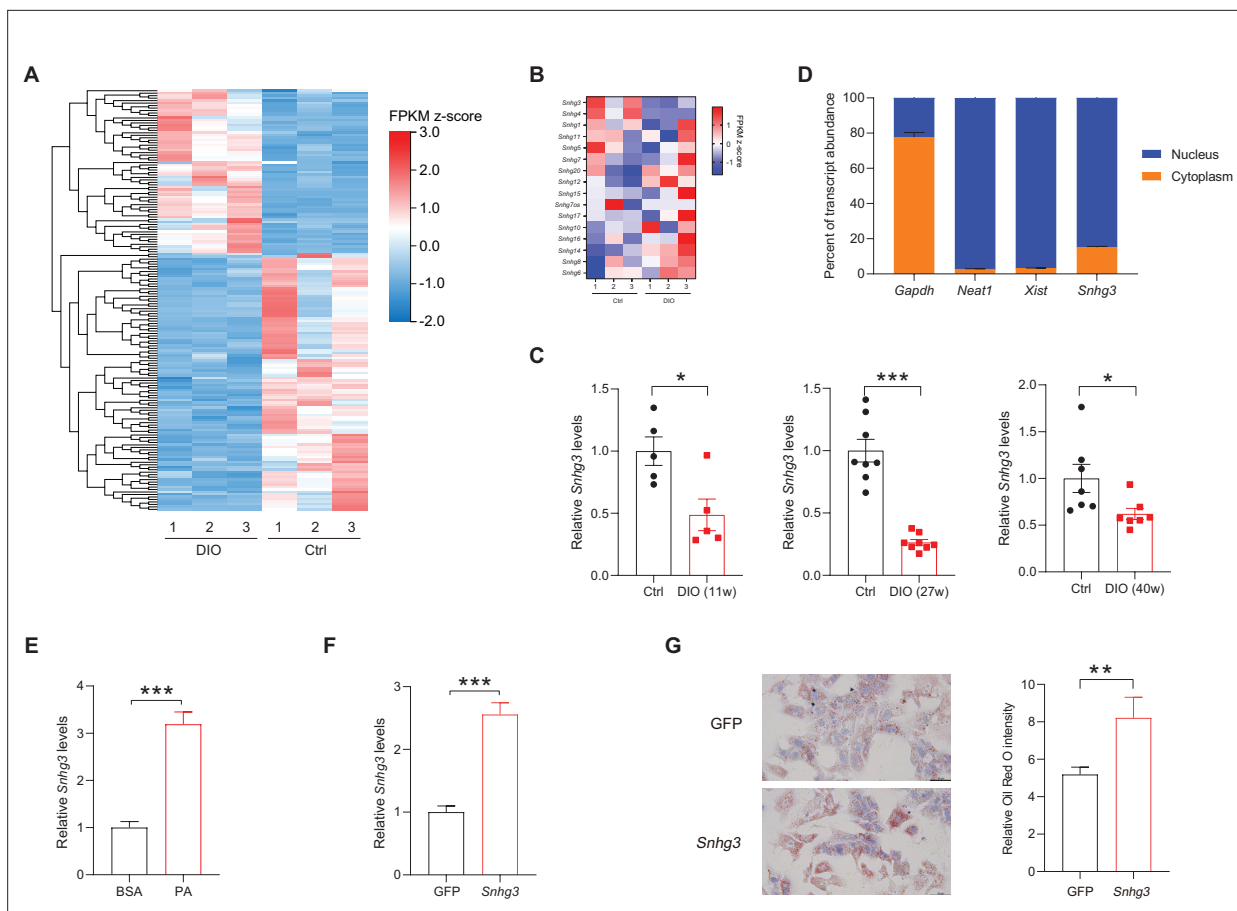 A
FPKM z-score
3.0
2.0
1.0
0.0
-1.0
-2.0
1 2 3 1 2 3
DIO Ctrl
B
Snhg3
Snhg4
Snhg1
Snhg11
Snhg5
Snhg7
Snhg20
Snhg12
Snhg15
Snhg7os
Snhg17
Snhg10
Snhg16
Snhg14
Snhg8
Snhg6
1 2 3 1 2 3
Ctrl DIO
1
0
-1
FPKM z-score
D
Percent of transcript abundance
100
80
60
40
20
0
Gapdh Neat1 Xist Snhg3
Nucleus
Cytoplasm
C
Relative Snhg3 levels
1.5
1.0
0.5
0.0
*
Ctrl DIO (11w)
Relative Snhg3 levels
1.5
1.0
0.5
0.0
***
Ctrl DIO (27w)
Relative Snhg3 levels
2.0
1.5
1.0
0.5
0.0
*
Ctrl DIO (40w)
E
Relative Snhg3 levels
4
3
2
1
0
***
BSA PA
F
Relative Snhg3 levels
3
2
1
0
***
GFP Snhg3
G
GFP
Snhg3
Relative Oil Red O intensity
10
8
6
4
2
0
**
GFP Snhg3